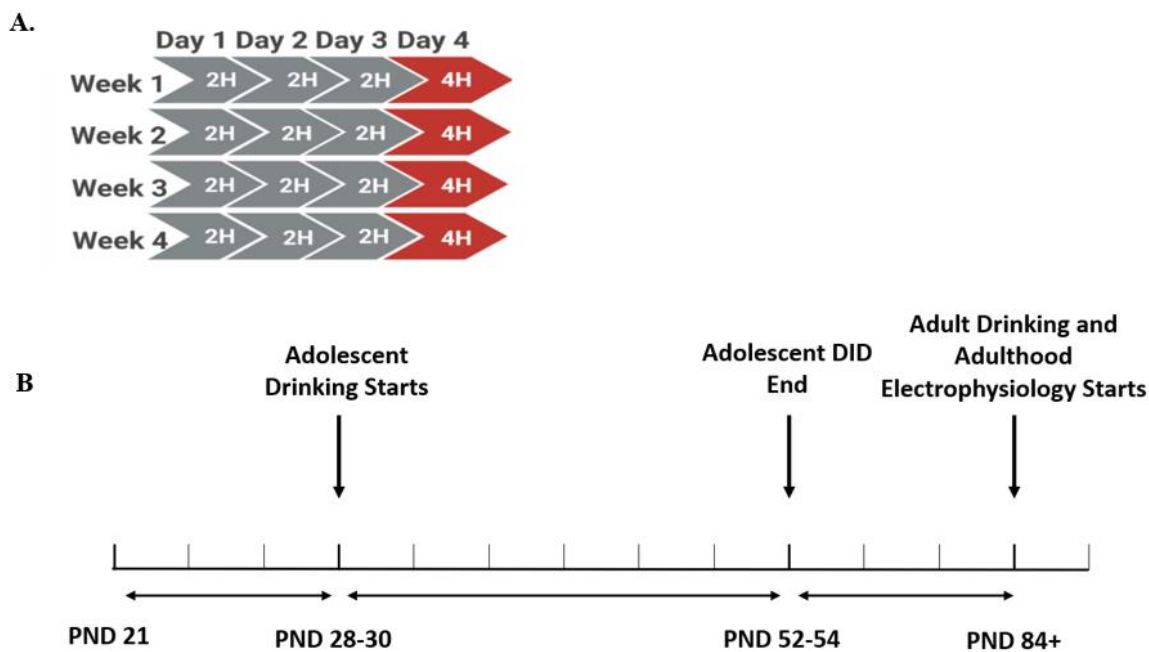 A.
Day 1 Day 2 Day 3 Day 4
Week 1 2H 2H 2H 4H
Week 2 2H 2H 2H 4H
Week 3 2H 2H 2H 4H
Week 4 2H 2H 2H 4H
B
Adolescent
Drinking Starts
Adolescent DID
End
Adult Drinking and
Adulthood
Electrophysiology Starts
PND 21 PND 28-30 PND 52-54 PND 84+